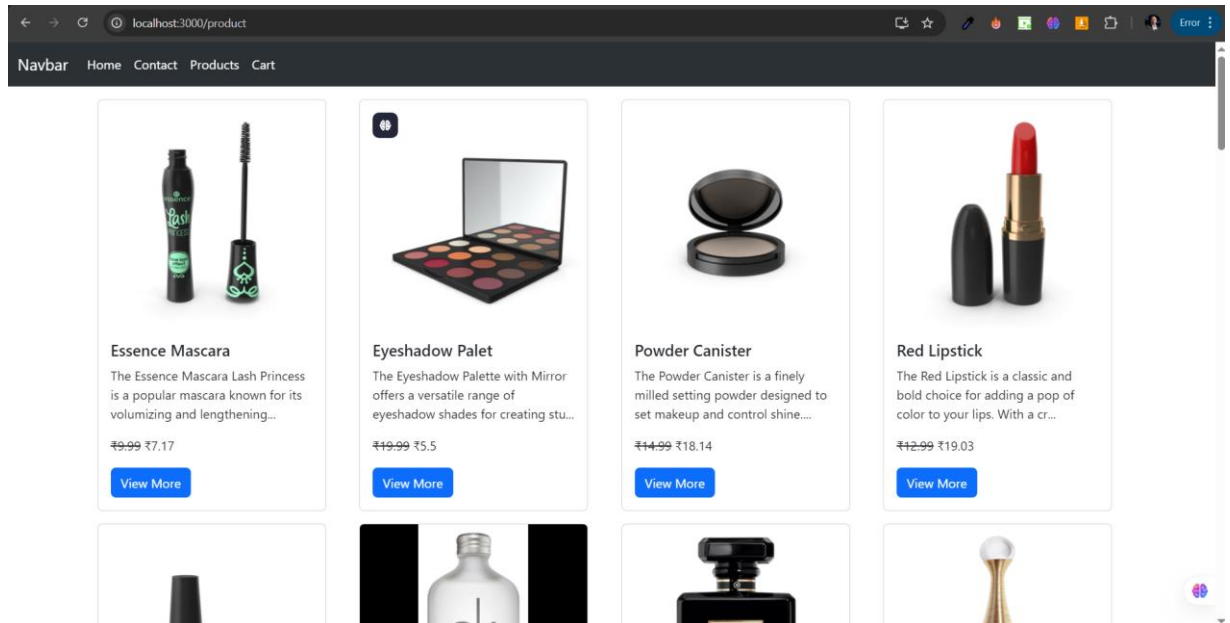 localhost:3000/product
Error
Navbar Home Contact Products Cart
essence
Lash
PRINCESS
Essence Mascara
The Essence Mascara Lash Princess
is a popular mascara known for its
volumizing and lengthening...
₹9.99 ₹7.17
View More
Eyeshadow Palet
The Eyeshadow Palette with Mirror
offers a versatile range of
eyeshadow shades for creating stu...
₹19.99 ₹5.5
View More
Powder Canister
The Powder Canister is a finely
milled setting powder designed to
set makeup and control shine....
₹14.99 ₹18.14
View More
Red Lipstick
The Red Lipstick is a classic and
bold choice for adding a pop of
color to your lips. With a cr...
₹12.99 ₹19.03
View More